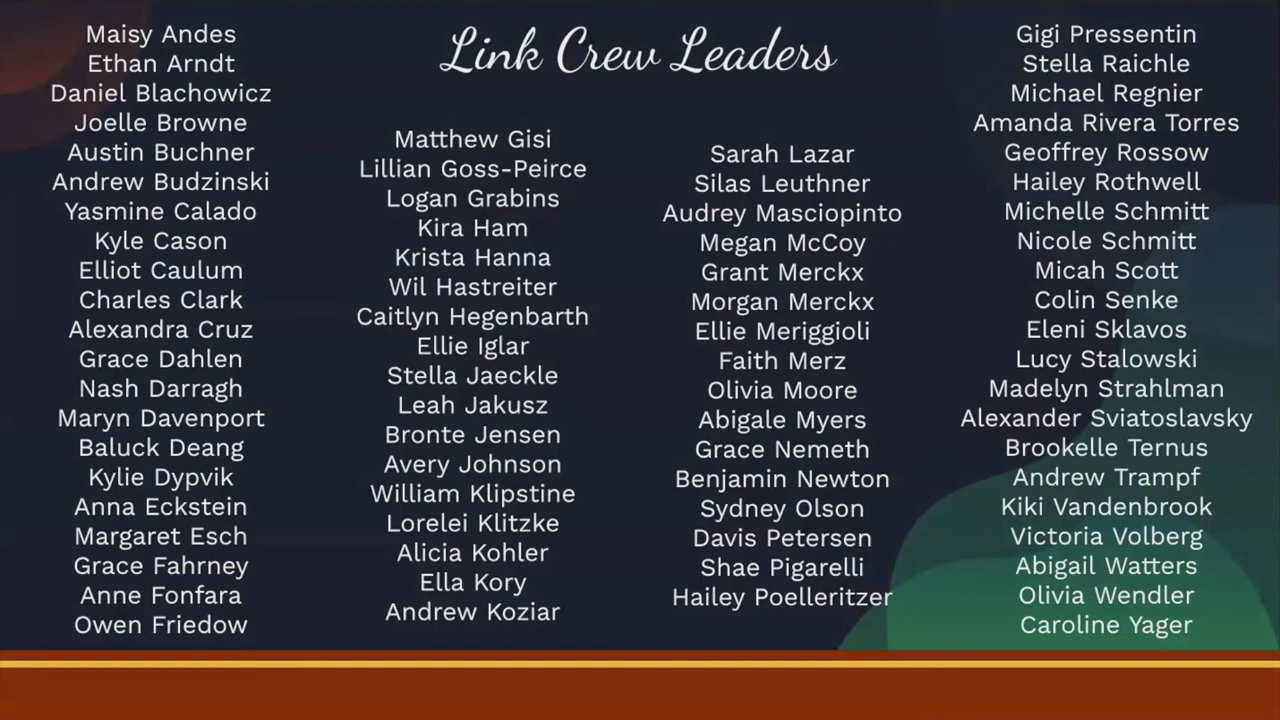 Link Crew Leaders
Maisy Andes
Ethan Arndt
Daniel Blachowicz
Joelle Browne
Austin Buchner
Andrew Budzinski
Yasmine Calado
Kyle Cason
Elliot Caulum
Charles Clark
Alexandra Cruz
Grace Dahlen
Nash Darragh
Maryn Davenport
Baluck Deang
Kylie Dypvik
Anna Eckstein
Margaret Esch
Grace Fahrney
Anne Fonfara
Owen Friedow
Matthew Gisi
Lillian Goss-Peirce
Logan Grabins
Kira Ham
Krista Hanna
Wil Hastreiter
Caitlyn Hegenbarth
Ellie Iglar
Stella Jaeckle
Leah Jakusz
Bronte Jensen
Avery Johnson
William Klipstine
Lorelei Klitzke
Alicia Kohler
Ella Kory
Andrew Koziar
Sarah Lazar
Silas Leuthner
Audrey Masciopinto
Megan McCoy
Grant Merckx
Morgan Merckx
Ellie Meriggioli
Faith Merz
Olivia Moore
Abigale Myers
Grace Nemeth
Benjamin Newton
Sydney Olson
Davis Petersen
Shae Pigarelli
Hailey Poelleritzer
Gigi Pressentin
Stella Raichle
Michael Regnier
Amanda Rivera Torres
Geoffrey Rossow
Hailey Rothwell
Michelle Schmitt
Nicole Schmitt
Micah Scott
Colin Senke
Eleni Sklavos
Lucy Stalowski
Madelyn Strahlman
Alexander Sviatoslavsky
Brookelle Ternus
Andrew Trampf
Kiki Vandenbrook
Victoria Volberg
Abigail Watters
Olivia Wendler
Caroline Yager